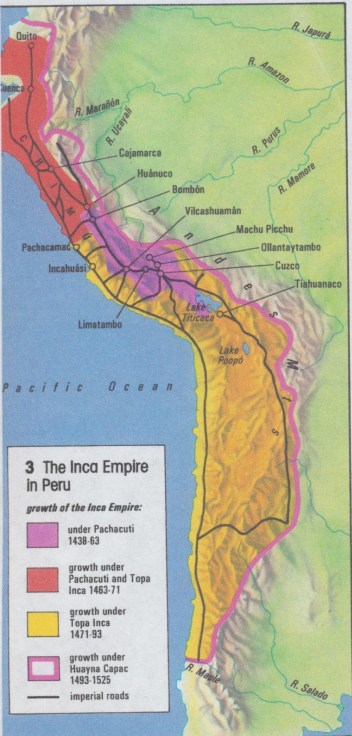 R. Japurá
Quito
R. Amazon
Cuenca
R. Marañón
R. Ucayali
R. Purus
Cajamarca
R. Mamore
CHIMÚ
Huánuco
Bombón
Vilcashuamán
Andes Mts
Machu Picchu
Pachacamac
Ollantaytambo
Incahuási
Cuzco
Tiahuanaco
Lake
Titicaca
Limatambo
Lake
Poopó
Pacific Ocean
3 The Inca Empire
in Peru
growth of the Inca Empire:
under Pachacuti
1438-63
growth under
Pachacuti and Topa
Inca 1463-71
growth under
Topa Inca
1471-93
growth under
Huayna Capac
1493-1525
imperial roads
R. Maule
R. Salado